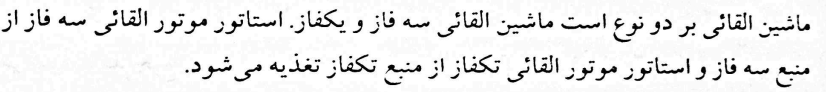 ماشین القائی بر دو نوع است ماشین القائی سه فاز و یکفاز. استاتور موتور القائی سه فاز از
منبع سه فاز و استاتور موتور القائی تکفاز از منبع تکفاز تغذیه می‌شود.